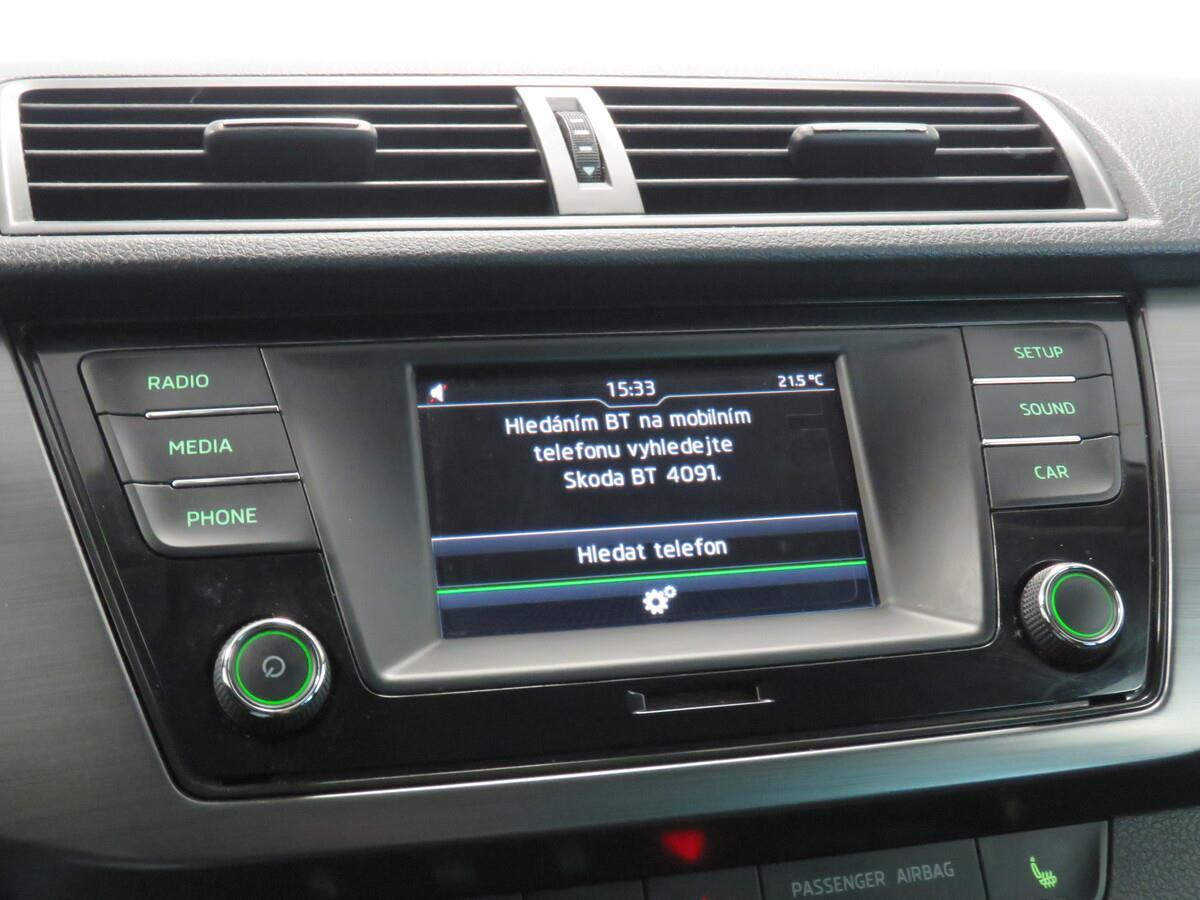 RADIO
MEDIA
PHONE
15:33
21.5 °C
Hledáním BT na mobilním
telefonu vyhledejte
Skoda BT 4091.
Hledat telefon
SETUP
SOUND
CAR
PASSENGER AIRBAG